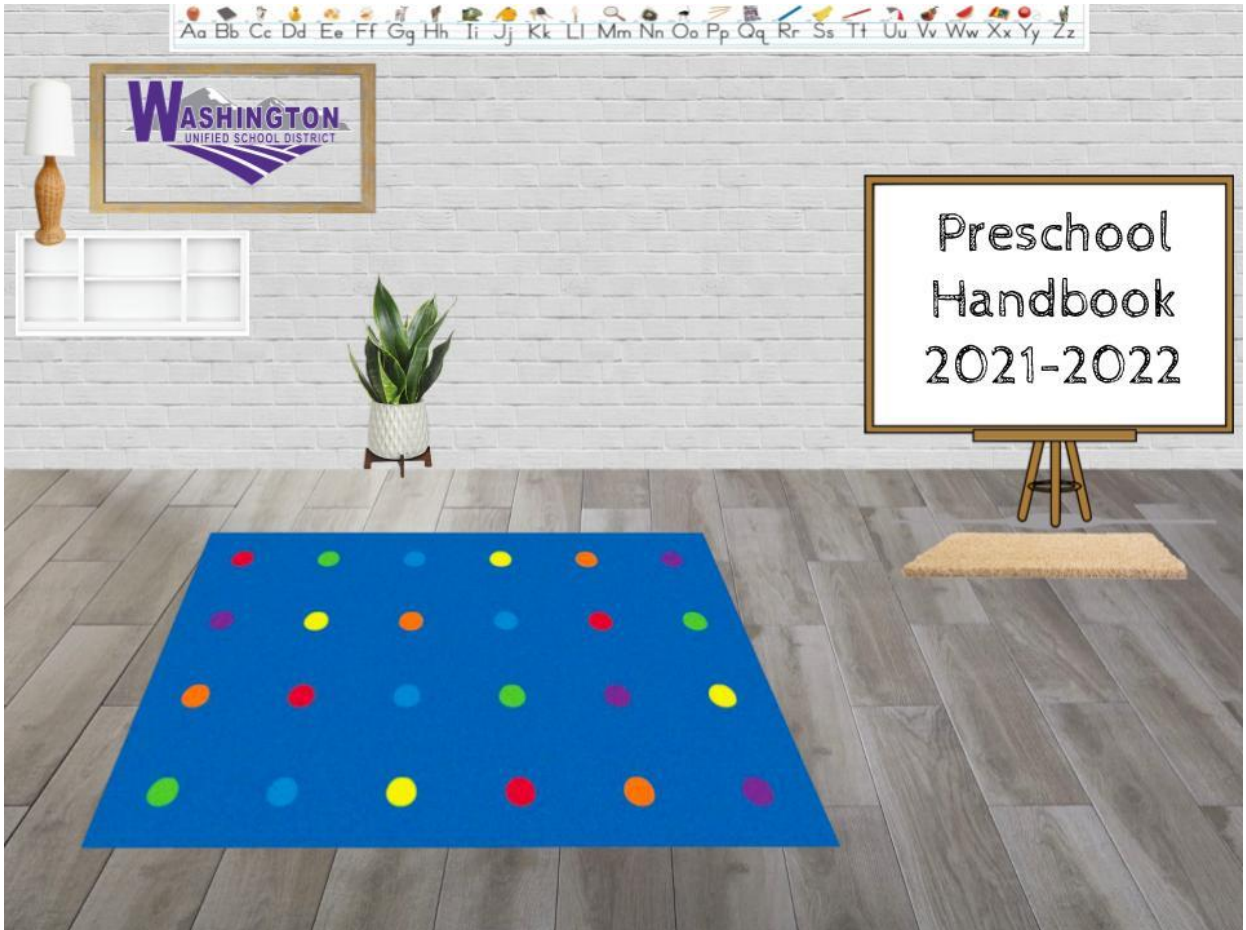 Aa Bb Cc Dd Ee Ff Gg Hh Ii Jj Kk Ll Mm Nn Oo Pp Qq Rr Ss Tt Uu Vv Ww Xx Yy Zz
WASHINGTON
UNIFIED SCHOOL DISTRICT
Preschool
Handbook
2021-2022